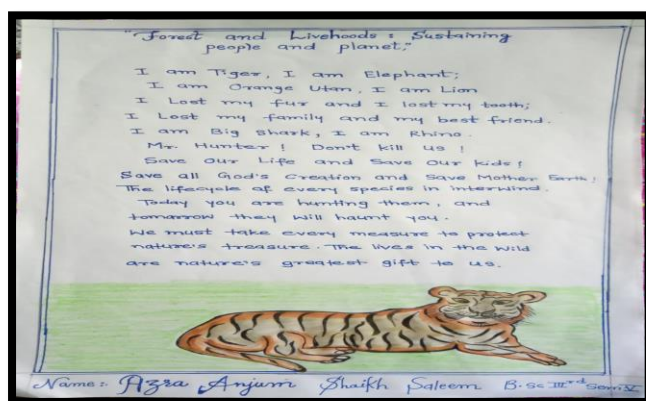 "Forest and Livehoods : Sustaining
people and planet."
I am Tiger, I am Elephant;
I am Orange Utan, I am Lion
I Lost my fur and I lost my tooth;
I Lost my family and my best friend.
I am Big shark, I am Rhino.
Mr. Hunter ! Don't kill us !
Save Our Life and Save Our kids!
Save all God's Creation and Save Mother Earth!
The lifecycle of every species in interwind.
Today you are hunting them, and
tomorrow they will haunt you.
We must take every measure to protect
nature's treasure. The lives in the wild
are nature's greatest gift to us.
Name:- Azra Anjum Shaikh Saleem B.Sc IIIrd Sem V